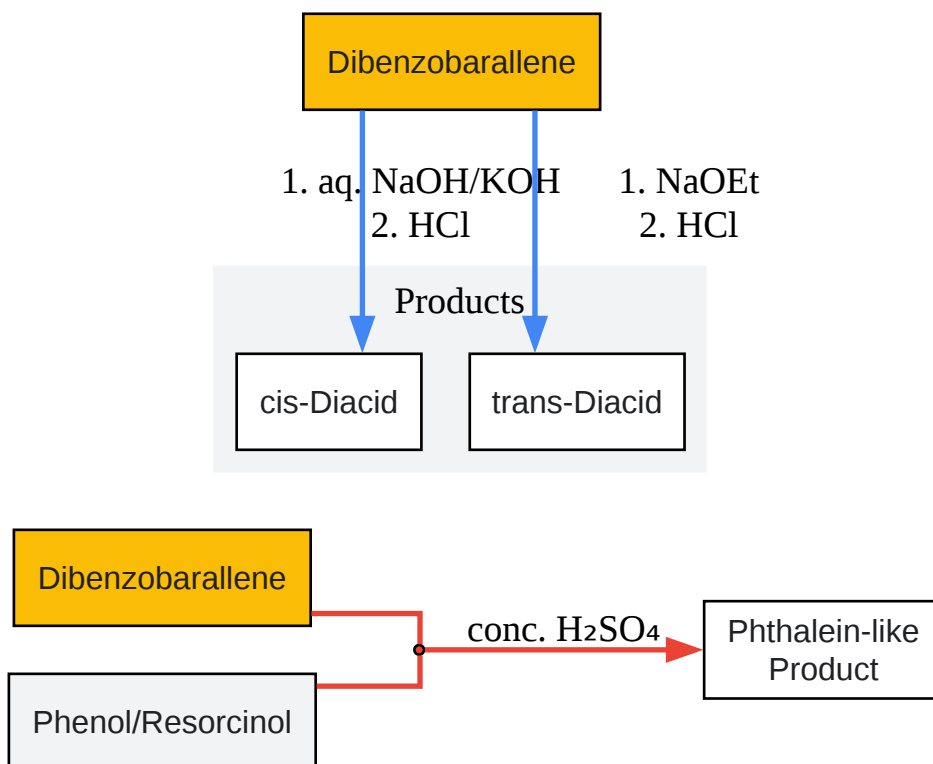 Dibenzobarallene
1. aq. NaOH/KOH
2. HCl
1. NaOEt
2. HCl
Products
cis-Diacid
trans-Diacid
Dibenzobarallene
Phenol/Resorcinol
conc. H₂SO₄
Phthalein-like
Product